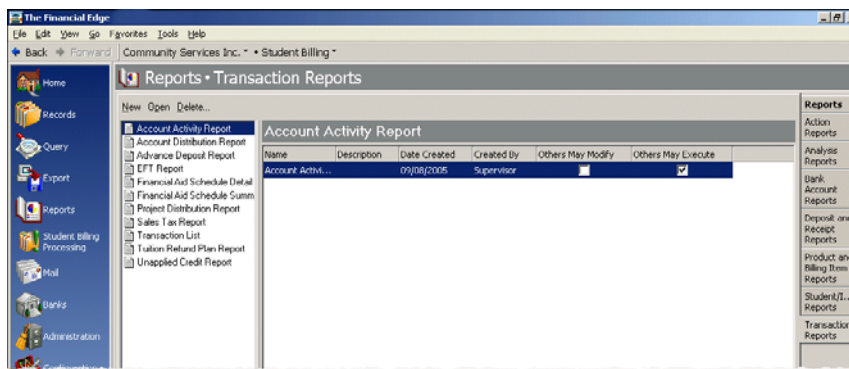 The Financial Edge
File Edit View Go Favorites Tools Help
Back Forward Community Services Inc. • Student Billing
Reports • Transaction Reports
New Open Delete...
Home
Records
Query
Export
Reports
Student Billing
Processing
Mail
Banks
Administration
Account Activity Report
Account Distribution Report
Advance Deposit Report
EFT Report
Financial Aid Schedule Detail
Financial Aid Schedule Summ
Project Distribution Report
Sales Tax Report
Transaction List
Tuition Refund Plan Report
Unapplied Credit Report
Account Activity Report
Name Description Date Created Created By Others May Modify Others May Execute
Account Activi... 09/08/2005 Supervisor
Reports
Action
Reports
Analysis
Reports
Bank
Account
Reports
Deposit and
Receipt
Reports
Product an
Billing Item
Reports
Student/I...
Reports
Transaction
Reports